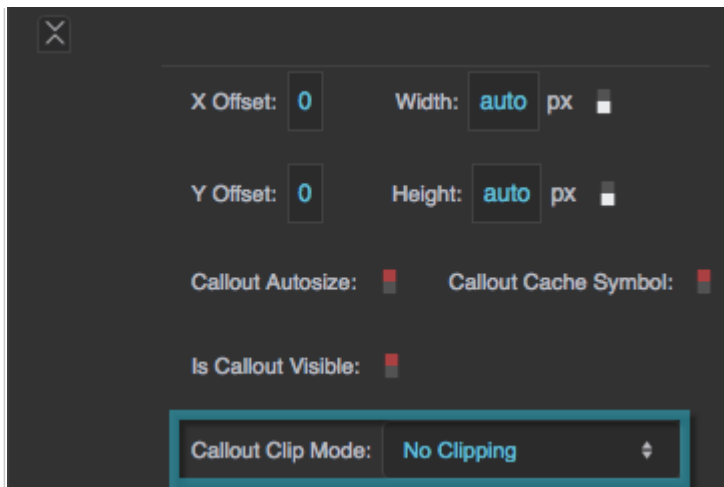 X Offset: 0 Width: auto px
Y Offset: 0 Height: auto px
Callout Autosize: Callout Cache Symbol:
Is Callout Visible:
Callout Clip Mode: No Clipping